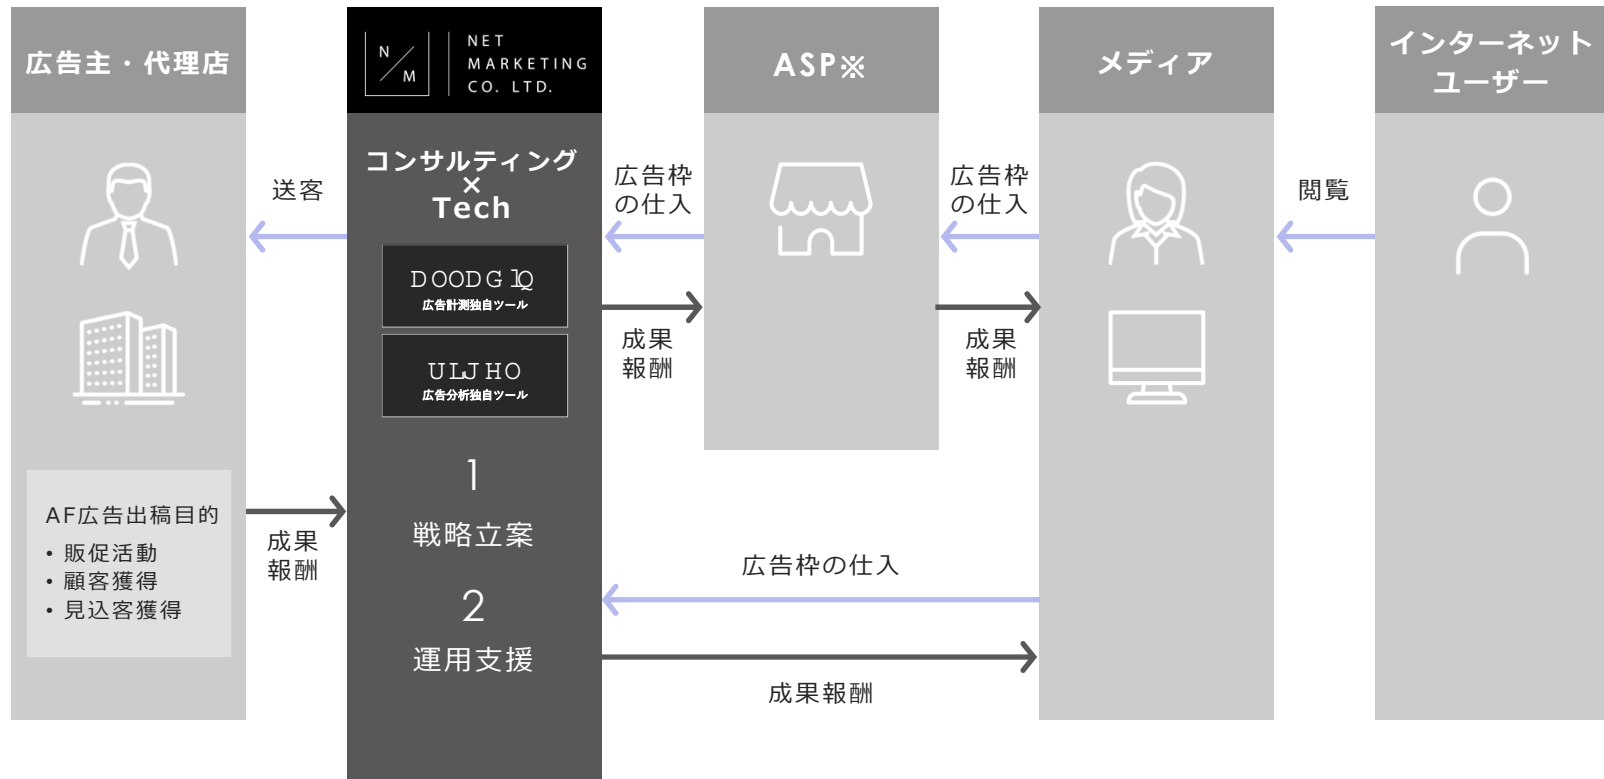 広告主・代理店
N
M
NET
MARKETING
CO. LTD.
ASP※
メディア
インターネット
ユーザー
コンサルティング
×
Tech
送客
広告枠
の仕入
広告枠
の仕入
閲覧
DOODG LQ
広告計測独自ツール
成果
報酬
成果
報酬
ULJHO
広告分析独自ツール
1
戦略立案
AF広告出稿目的
• 販促活動
• 顧客獲得
• 見込客獲得
成果
報酬
広告枠の仕入
2
運用支援
成果報酬